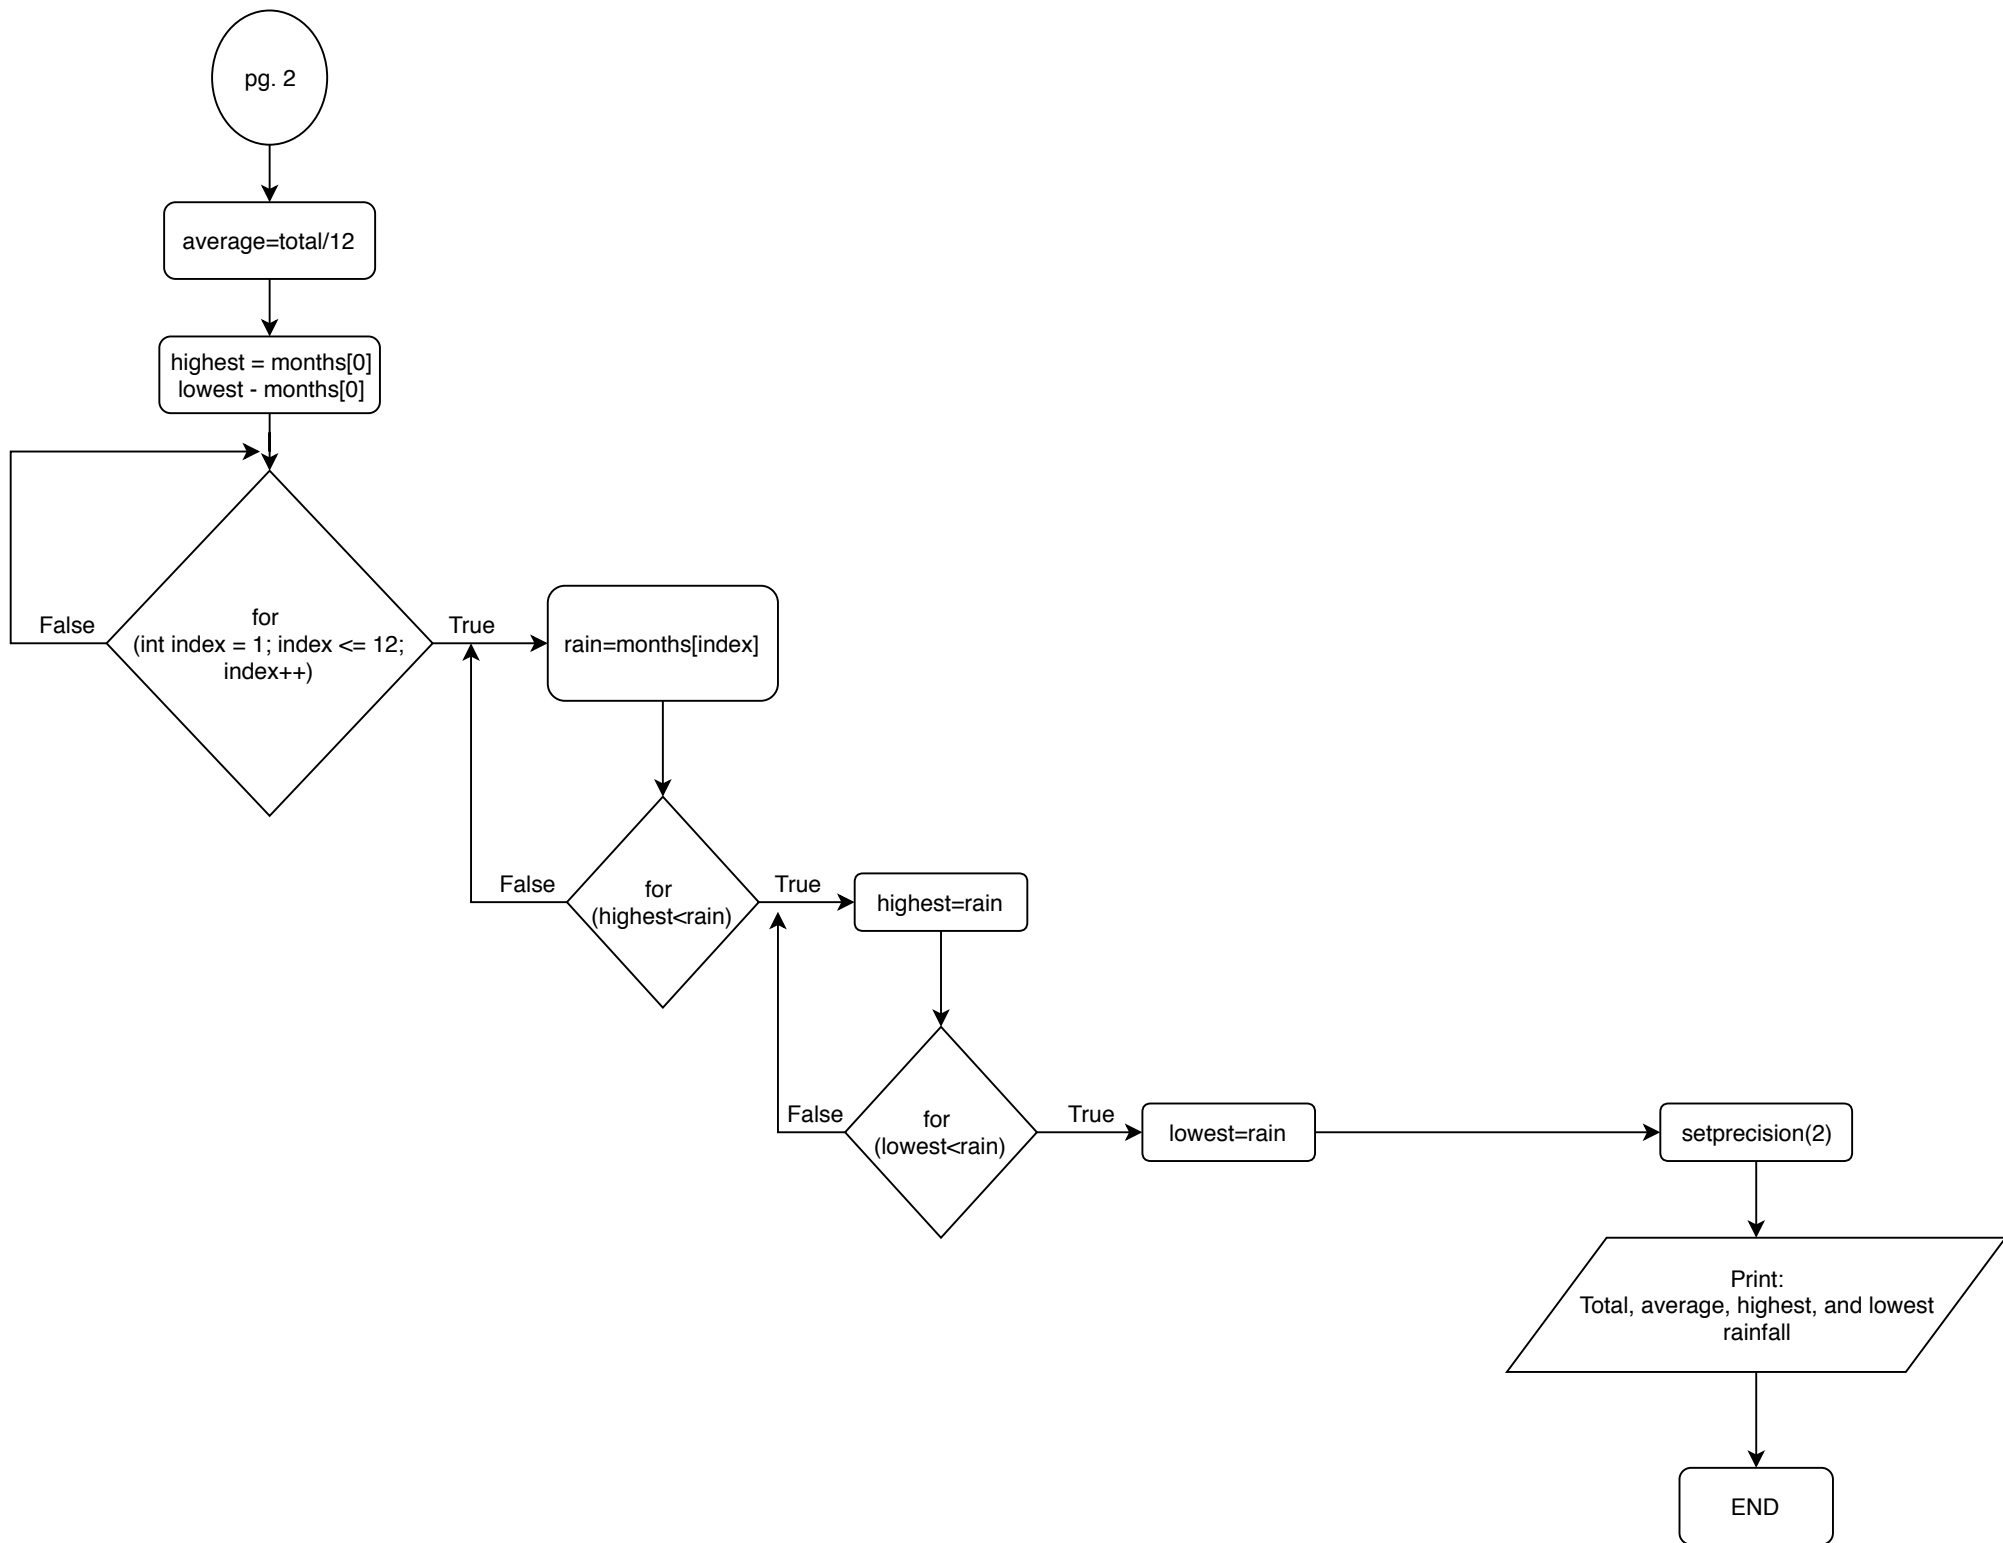 pg. 2
average=total/12
highest = months[0]
lowest - months[0]
for
(int index = 1; index <= 12;
index++)
False
True
rain=months[index]
for
(highest<rain)
False
True
highest=rain
for
(lowest<rain)
False
True
lowest=rain
setprecision(2)
Print:
Total, average, highest, and lowest
rainfall
END